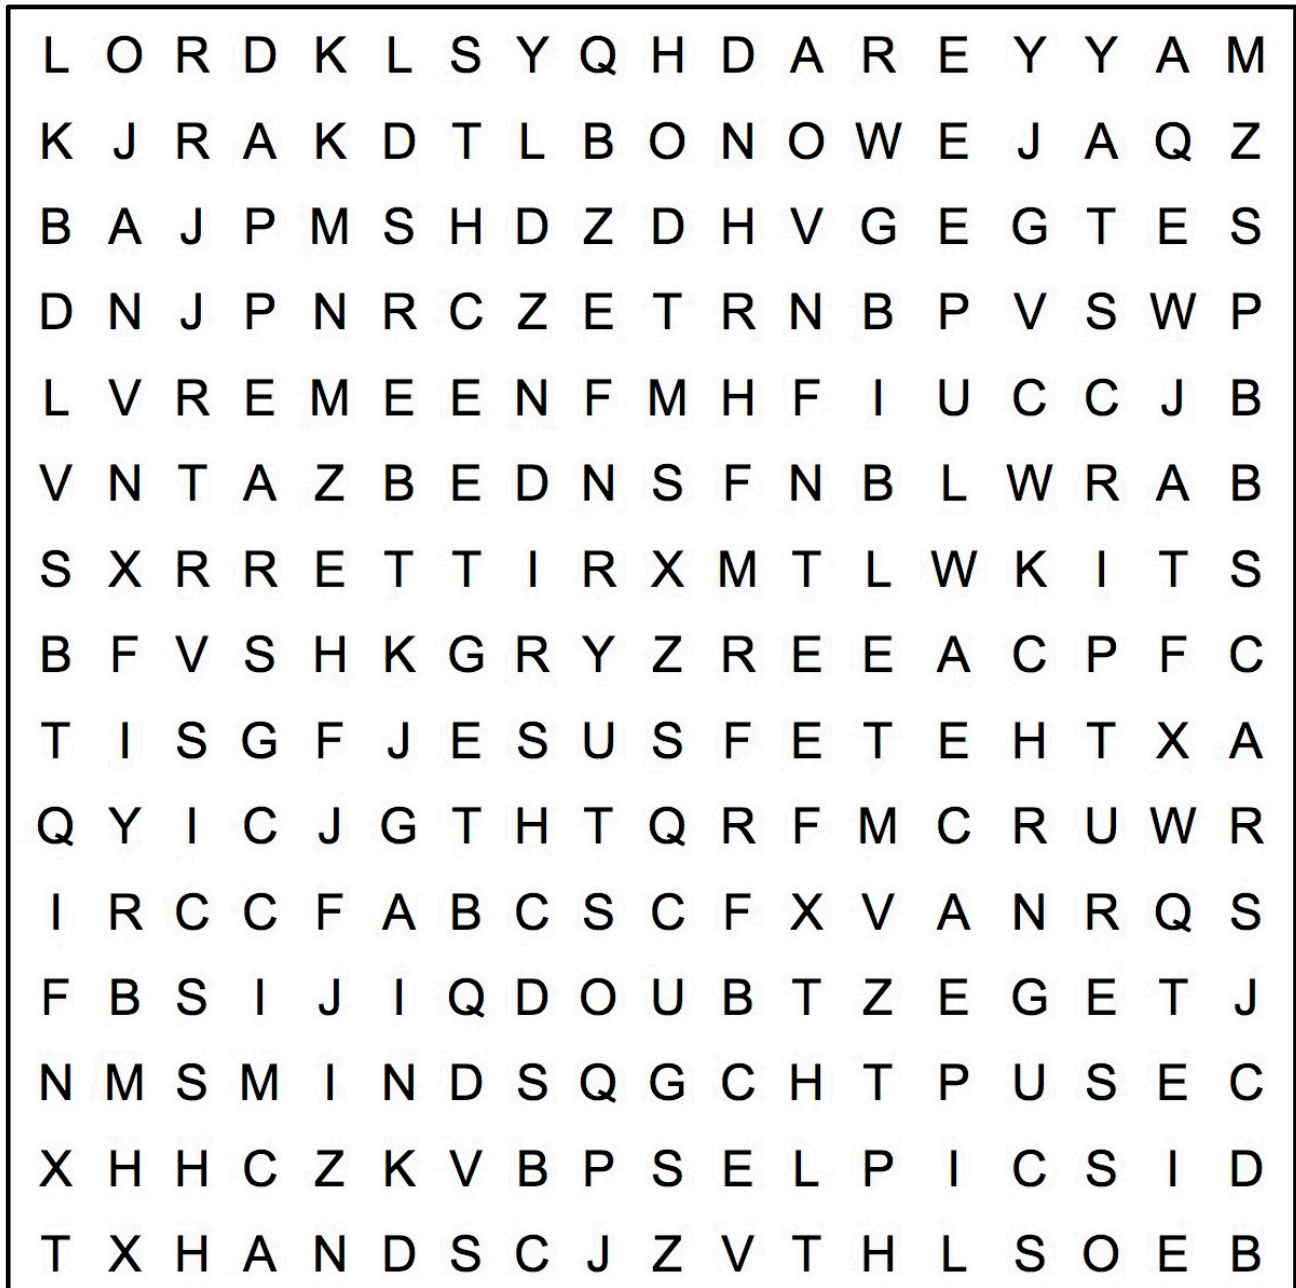 L O R D K L S Y Q H D A R E Y Y A M
K J R A K D T L B O N O W E J A Q Z
B A J P M S H D Z D H V G E G T E S
D N J P N R C Z E T R N B P V S W P
L V R E M E E N F M H F I U C C J B
V N T A Z B E D N S F N B L W R A B
S X R R E T T I R X M T L W K I T S
B F V S H K G R Y Z R E E A C P F C
T I S G F J E S U S F E T E H T X A
Q Y I C J G T H T Q R F M C R U W R
I R C C F A B C S C F X V A N R Q S
F B S I J I Q D O U B T Z E G E T J
N M S M I N D S Q G C H T P U S E C
X H H C Z K V B P S E L P I C S I D
T X H A N D S C J Z V T H L S O E B